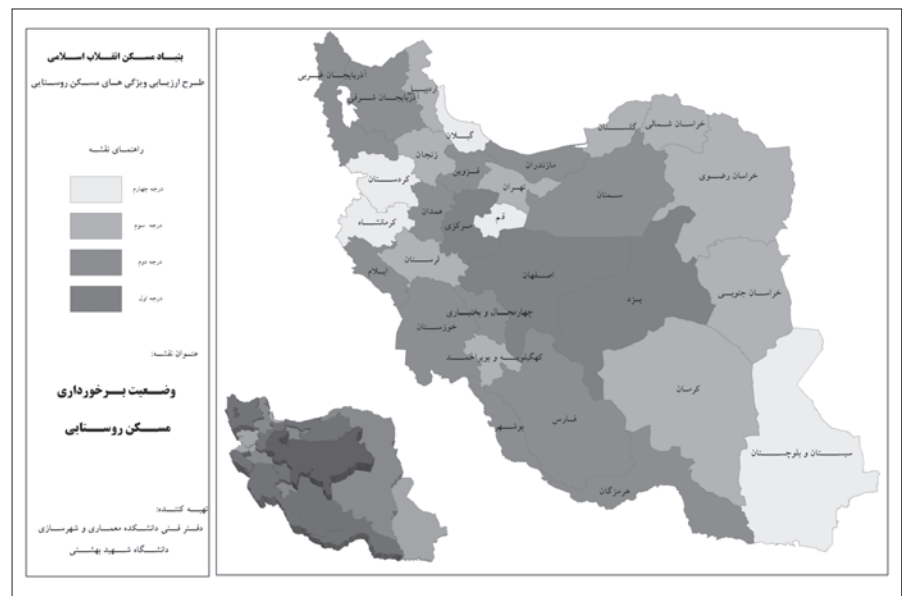 بنیاد مسکن انقلاب اسلامی
طرح ارزیابی ویژگی های مسکن روستایی
راهنمای نقشه
درجه چهارم
درجه سوم
درجه دوم
درجه اول
عنوان نقشه:
وضعیت برخورداری
مسکن روستایی
تهیه کننده:
دفتر فنی دانشکده معماری و شهرسازی
دانشگاه شهید بهشتی
آذربایجان غربی
آذربایجان شرقی
اردبیل
گیلان
زنجان
کردستان
قزوین
مازندران
گلستان
خراسان شمالی
خراسان رضوی
تهران
سمنان
همدان
کرمانشاه
مرکزی
قم
لرستان
ایلام
اصفهان
یزد
خراسان جنوبی
چهارمحال و بختیاری
خوزستان
کهگیلویه و بویراحمد
کرمان
فارس
بوشهر
هرمزگان
سیستان و بلوچستان